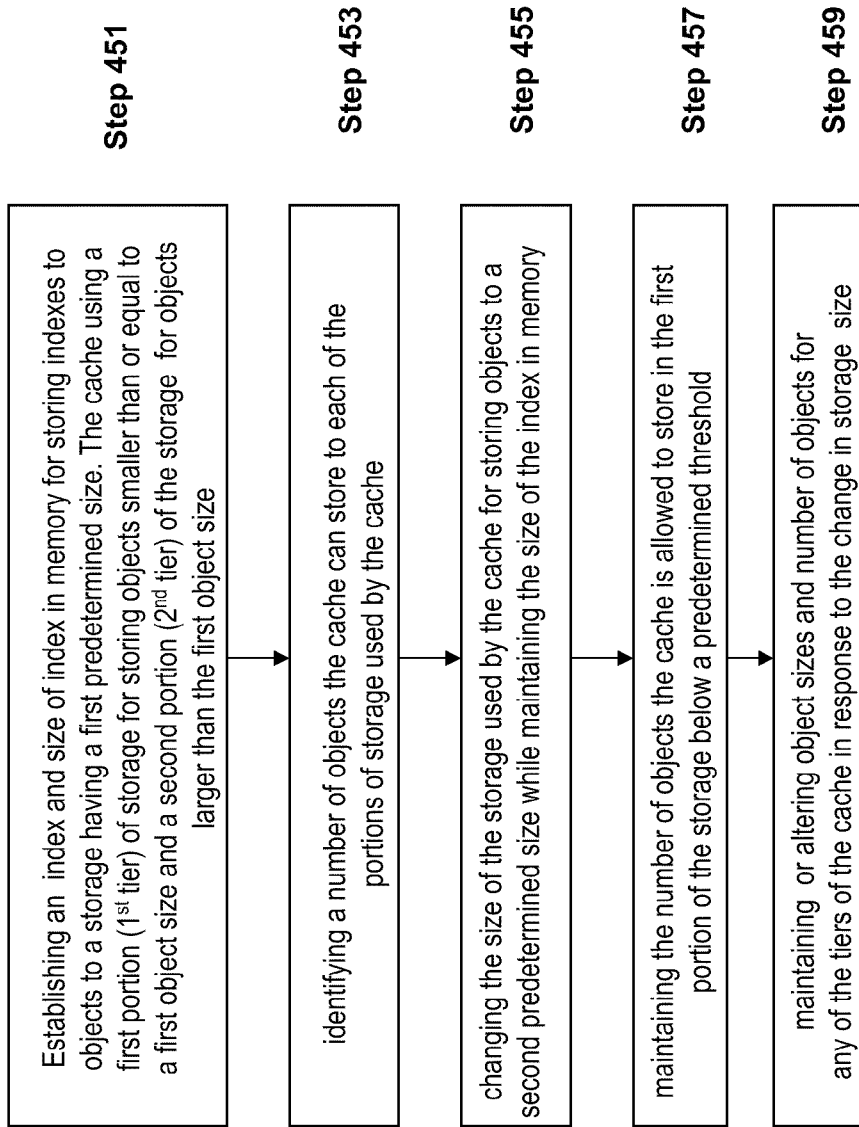 Establishing an index and size of index in memory for storing indexes to
objects to a storage having a first predetermined size. The cache using a
first portion (1st tier) of storage for storing objects smaller than or equal to
a first object size and a second portion (2nd tier) of the storage for objects
larger than the first object size
Step 451
identifying a number of objects the cache can store to each of the
portions of storage used by the cache
Step 453
changing the size of the storage used by the cache for storing objects to a
second predetermined size while maintaining the size of the index in memory
Step 455
maintaining the number of objects the cache is allowed to store in the first
portion of the storage below a predetermined threshold
Step 457
maintaining or altering object sizes and number of objects for
any of the tiers of the cache in response to the change in storage size
Step 459